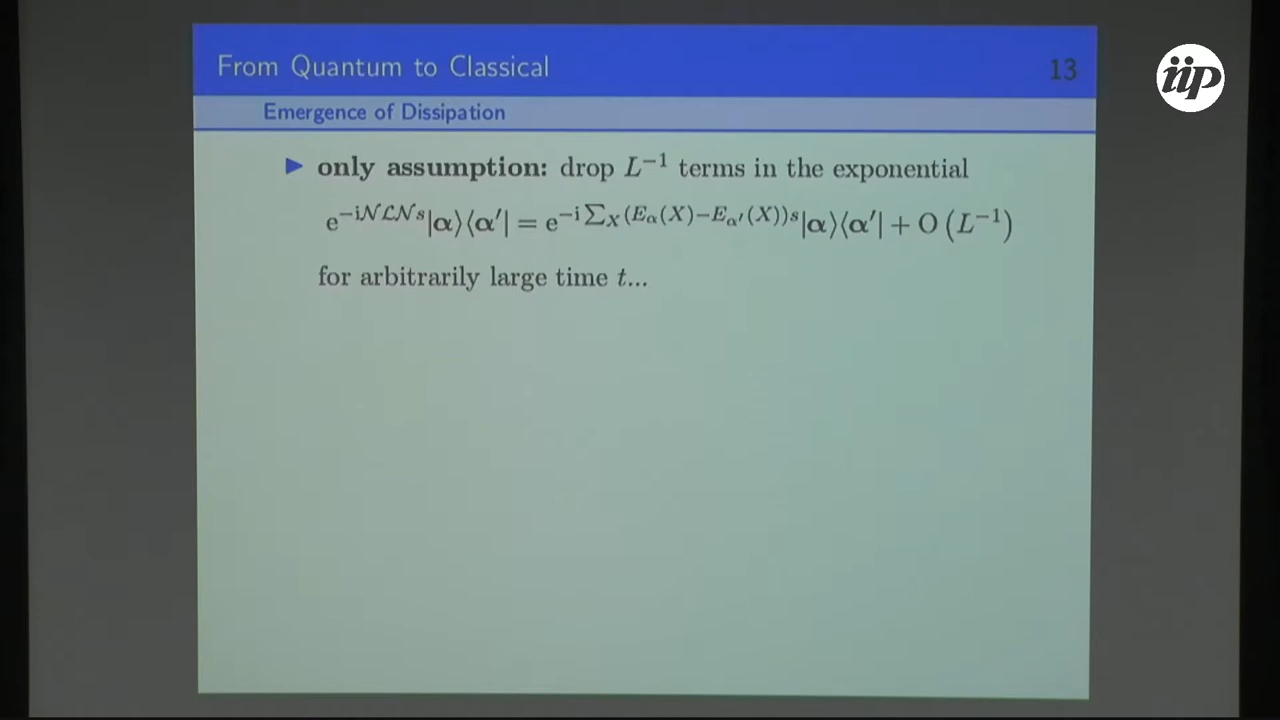 From Quantum to Classical
13
iip
Emergence of Dissipation
▶ only assumption: drop L⁻¹ terms in the exponential
e^{−i𝒩ℒ𝒩s}|α⟩⟨α′| = e^{−i∑_X(E_α(X)−E_{α′}(X))s}|α⟩⟨α′| + O(L⁻¹)
for arbitrarily large time t...